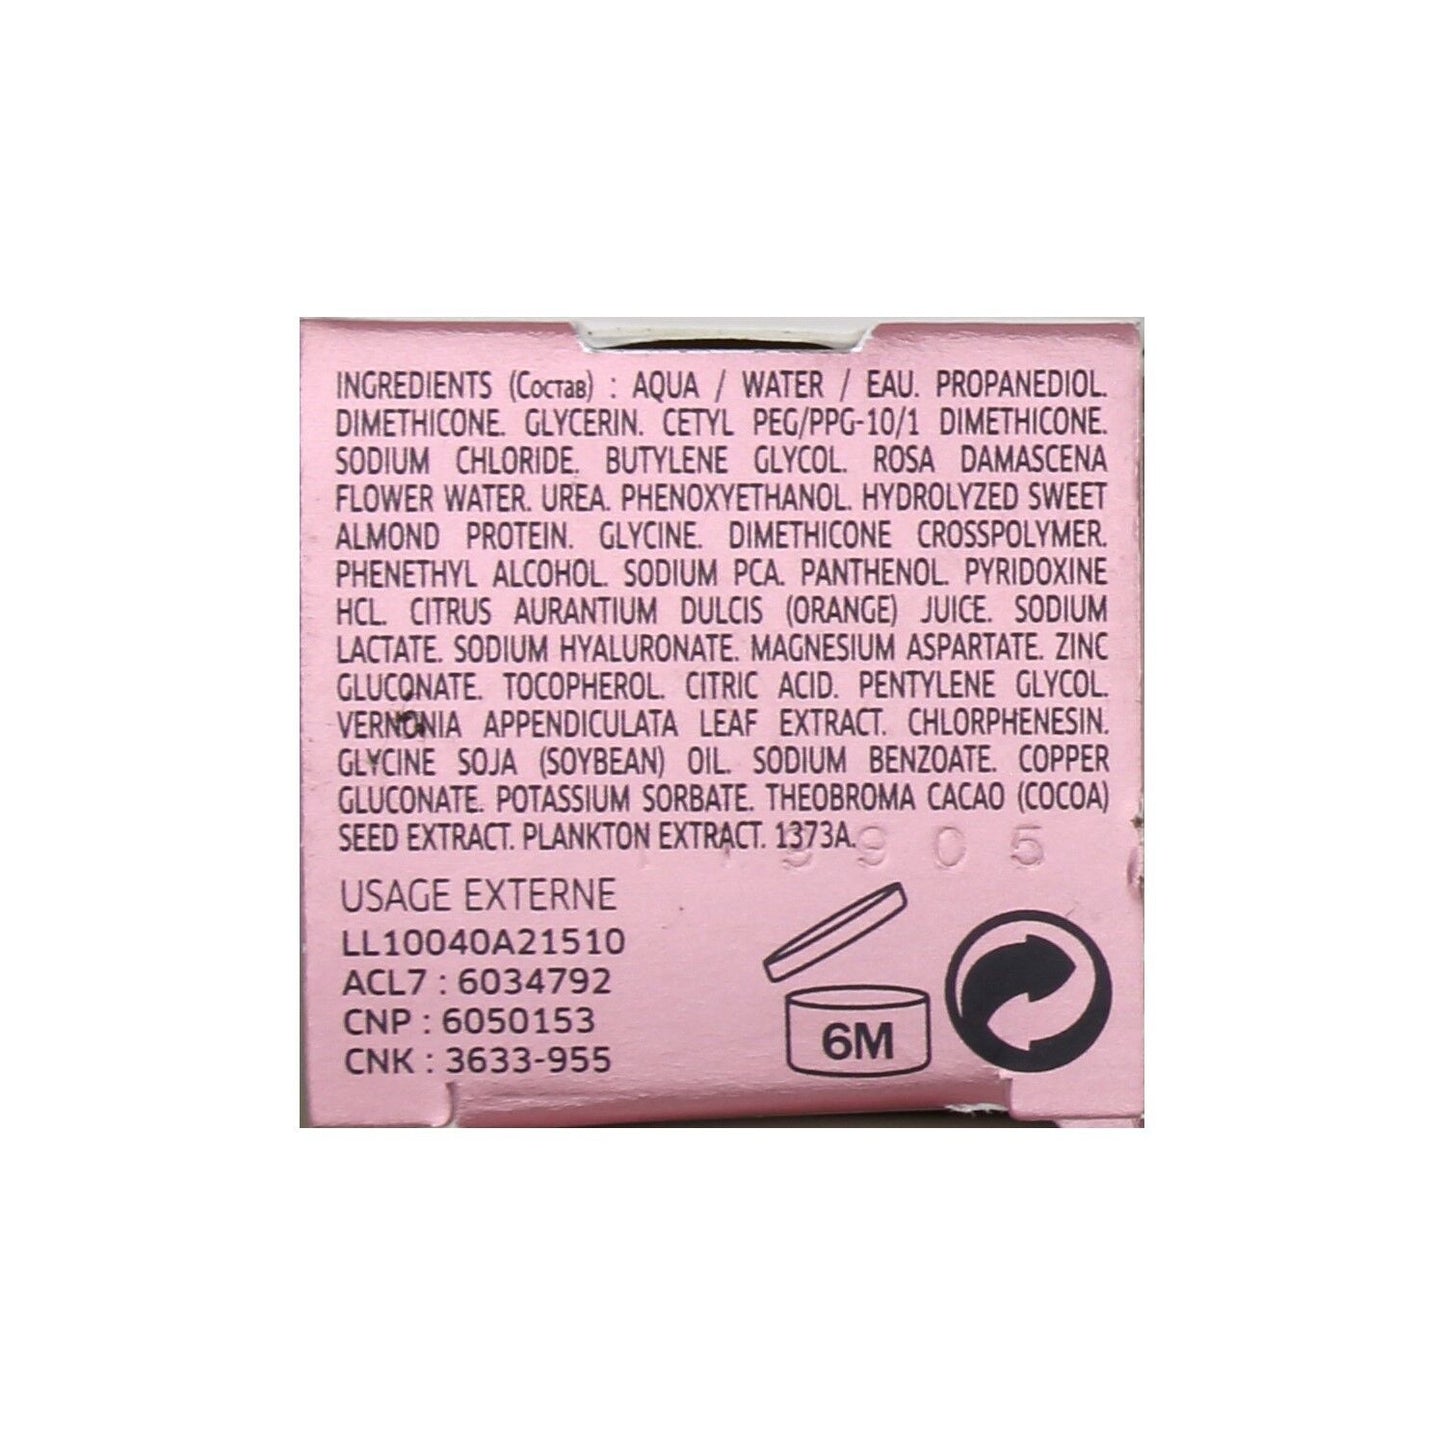 INGREDIENTS (Состав) : AQUA / WATER / EAU. PROPANEDIOL.
DIMETHICONE. GLYCERIN. CETYL PEG/PPG-10/1 DIMETHICONE.
SODIUM CHLORIDE. BUTYLENE GLYCOL. ROSA DAMASCENA
FLOWER WATER. UREA. PHENOXYETHANOL. HYDROLYZED SWEET
ALMOND PROTEIN. GLYCINE. DIMETHICONE CROSSPOLYMER.
PHENETHYL ALCOHOL. SODIUM PCA. PANTHENOL. PYRIDOXINE
HCL. CITRUS AURANTIUM DULCIS (ORANGE) JUICE. SODIUM
LACTATE. SODIUM HYALURONATE. MAGNESIUM ASPARTATE. ZINC
GLUCONATE. TOCOPHEROL. CITRIC ACID. PENTYLENE GLYCOL.
VERNONIA APPENDICULATA LEAF EXTRACT. CHLORPHENESIN.
GLYCINE SOJA (SOYBEAN) OIL. SODIUM BENZOATE. COPPER
GLUCONATE. POTASSIUM SORBATE. THEOBROMA CACAO (COCOA)
SEED EXTRACT. PLANKTON EXTRACT. 1373A.
USAGE EXTERNE
LL10040A21510
ACL7 : 6034792
CNP : 6050153
CNK : 3633-955
6M